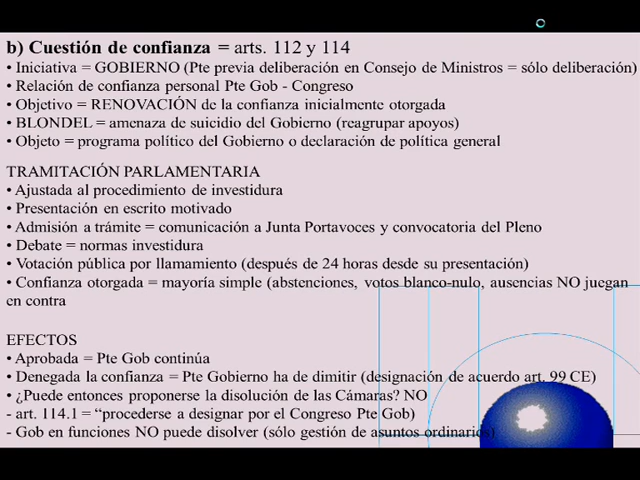 b) Cuestión de confianza = arts. 112 y 114
• Iniciativa = GOBIERNO (Pte previa deliberación en Consejo de Ministros = sólo deliberación)
• Relación de confianza personal Pte Gob - Congreso
• Objetivo = RENOVACIÓN de la confianza inicialmente otorgada
• BLONDEL = amenaza de suicidio del Gobierno (reagrupar apoyos)
• Objeto = programa político del Gobierno o declaración de política general
TRAMITACIÓN PARLAMENTARIA
• Ajustada al procedimiento de investidura
• Presentación en escrito motivado
• Admisión a trámite = comunicación a Junta Portavoces y convocatoria del Pleno
• Debate = normas investidura
• Votación pública por llamamiento (después de 24 horas desde su presentación)
• Confianza otorgada = mayoría simple (abstenciones, votos blanco-nulo, ausencias NO juegan
en contra
EFECTOS
• Aprobada = Pte Gob continúa
• Denegada la confianza = Pte Gobierno ha de dimitir (designación de acuerdo art. 99 CE)
• ¿Puede entonces proponerse la disolución de las Cámaras? NO
- art. 114.1 = “procederse a designar por el Congreso Pte Gob)
- Gob en funciones NO puede disolver (sólo gestión de asuntos ordinarios)